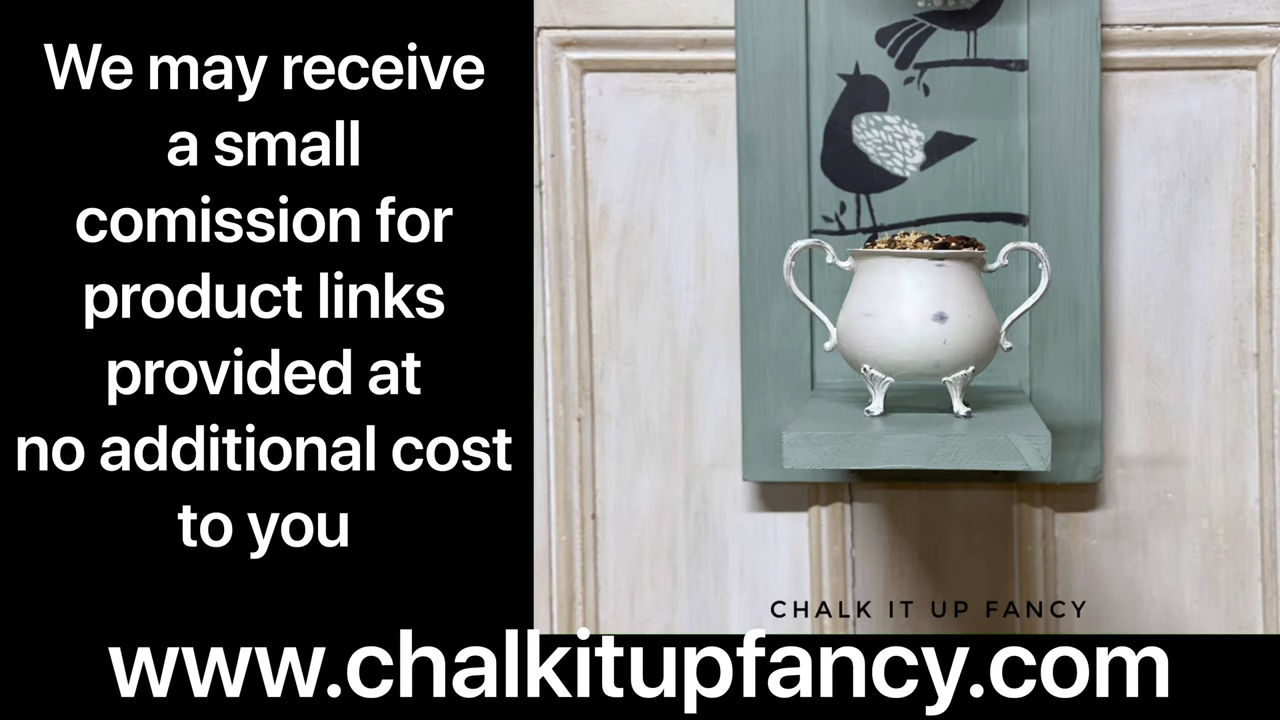 We may receive
a small
comission for
product links
provided at
no additional cost
to you
CHALK IT UP FANCY
www.chalkitupfancy.com